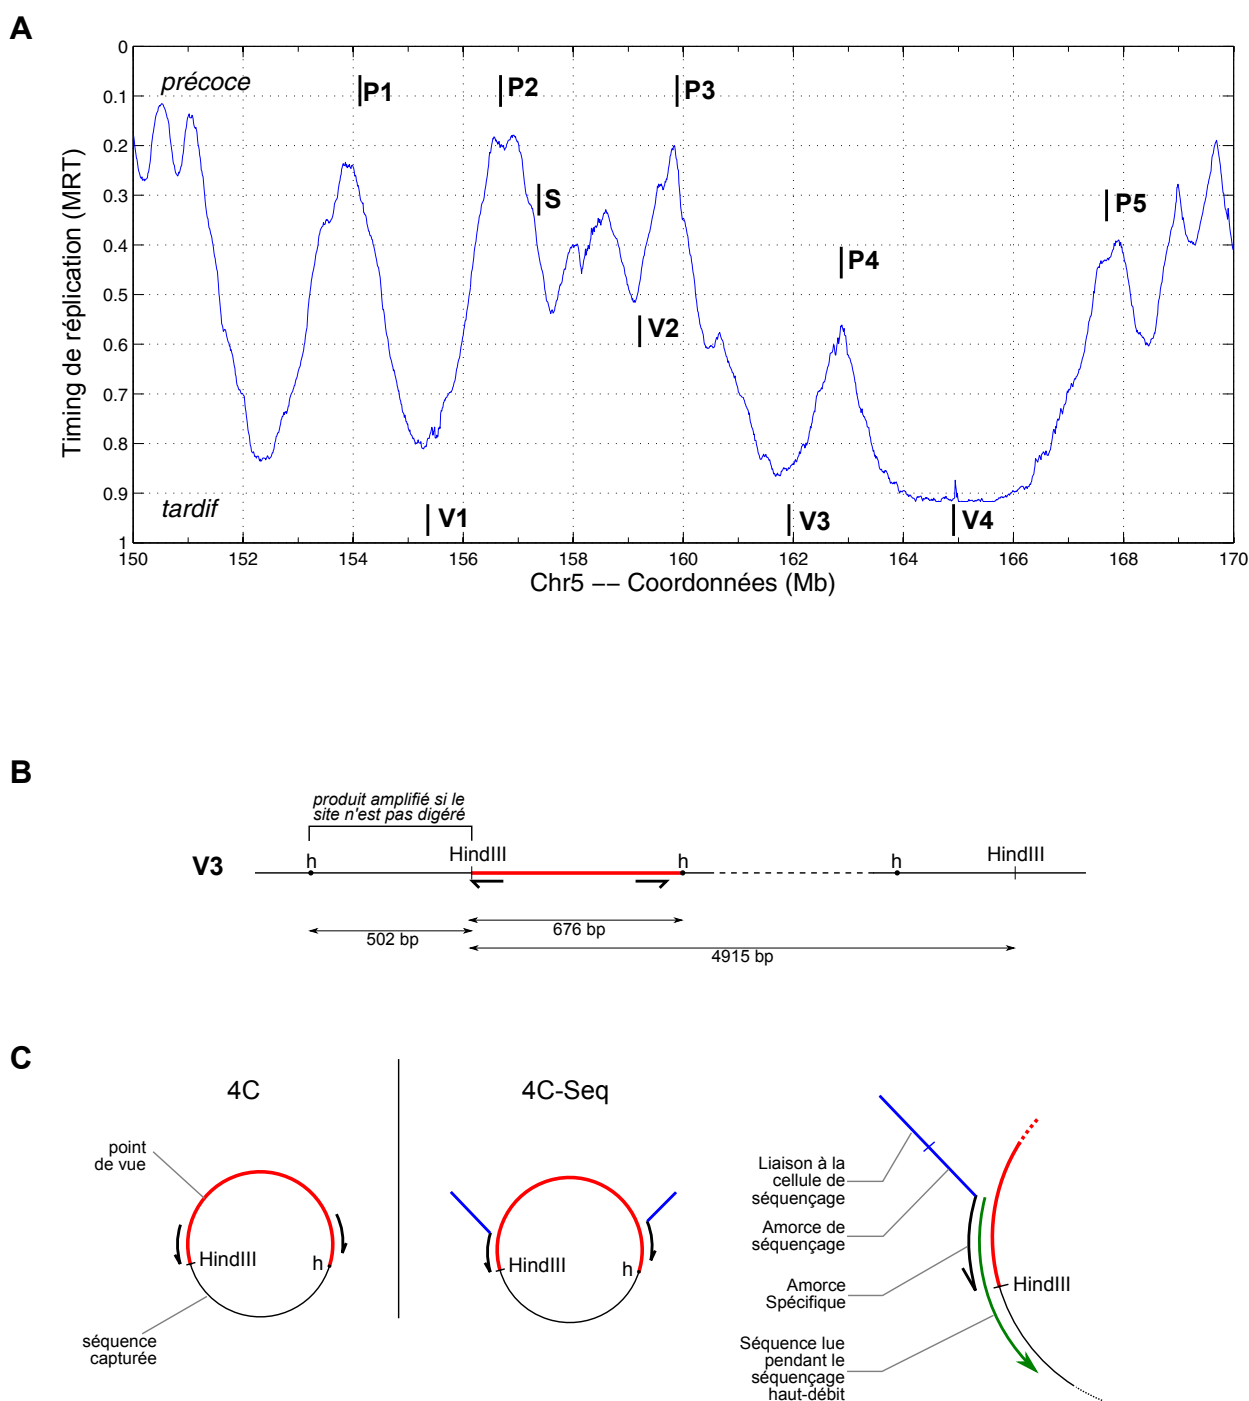 A
0
0.1
0.2
0.3
0.4
0.5
0.6
0.7
0.8
0.9
1
Timing de réplication (MRT)
précoce
tardif
P1
P2
P3
S
P4
P5
V2
V1
V3
V4
150
152
154
156
158
160
162
164
166
168
170
Chr5 −− Coordonnées (Mb)
B
produit amplifié si le
site n'est pas digéré
V3
h
HindIII
h
h
HindIII
502 bp
676 bp
4915 bp
C
4C
point
de vue
HindIII
h
séquence
capturée
4C-Seq
HindIII
h
Liaison à la
cellule de
séquençage
Amorce de
séquençage
Amorce
Spécifique
HindIII
Séquence lue
pendant le
séquençage
haut-débit